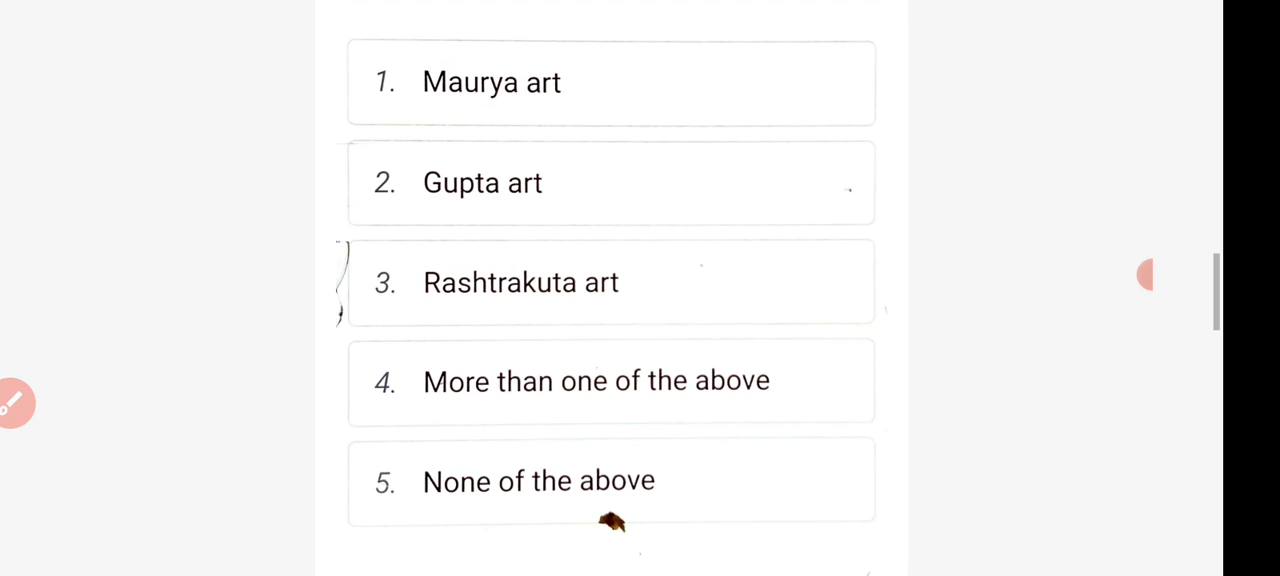 1. Maurya art
2. Gupta art
3. Rashtrakuta art
4. More than one of the above
5. None of the above